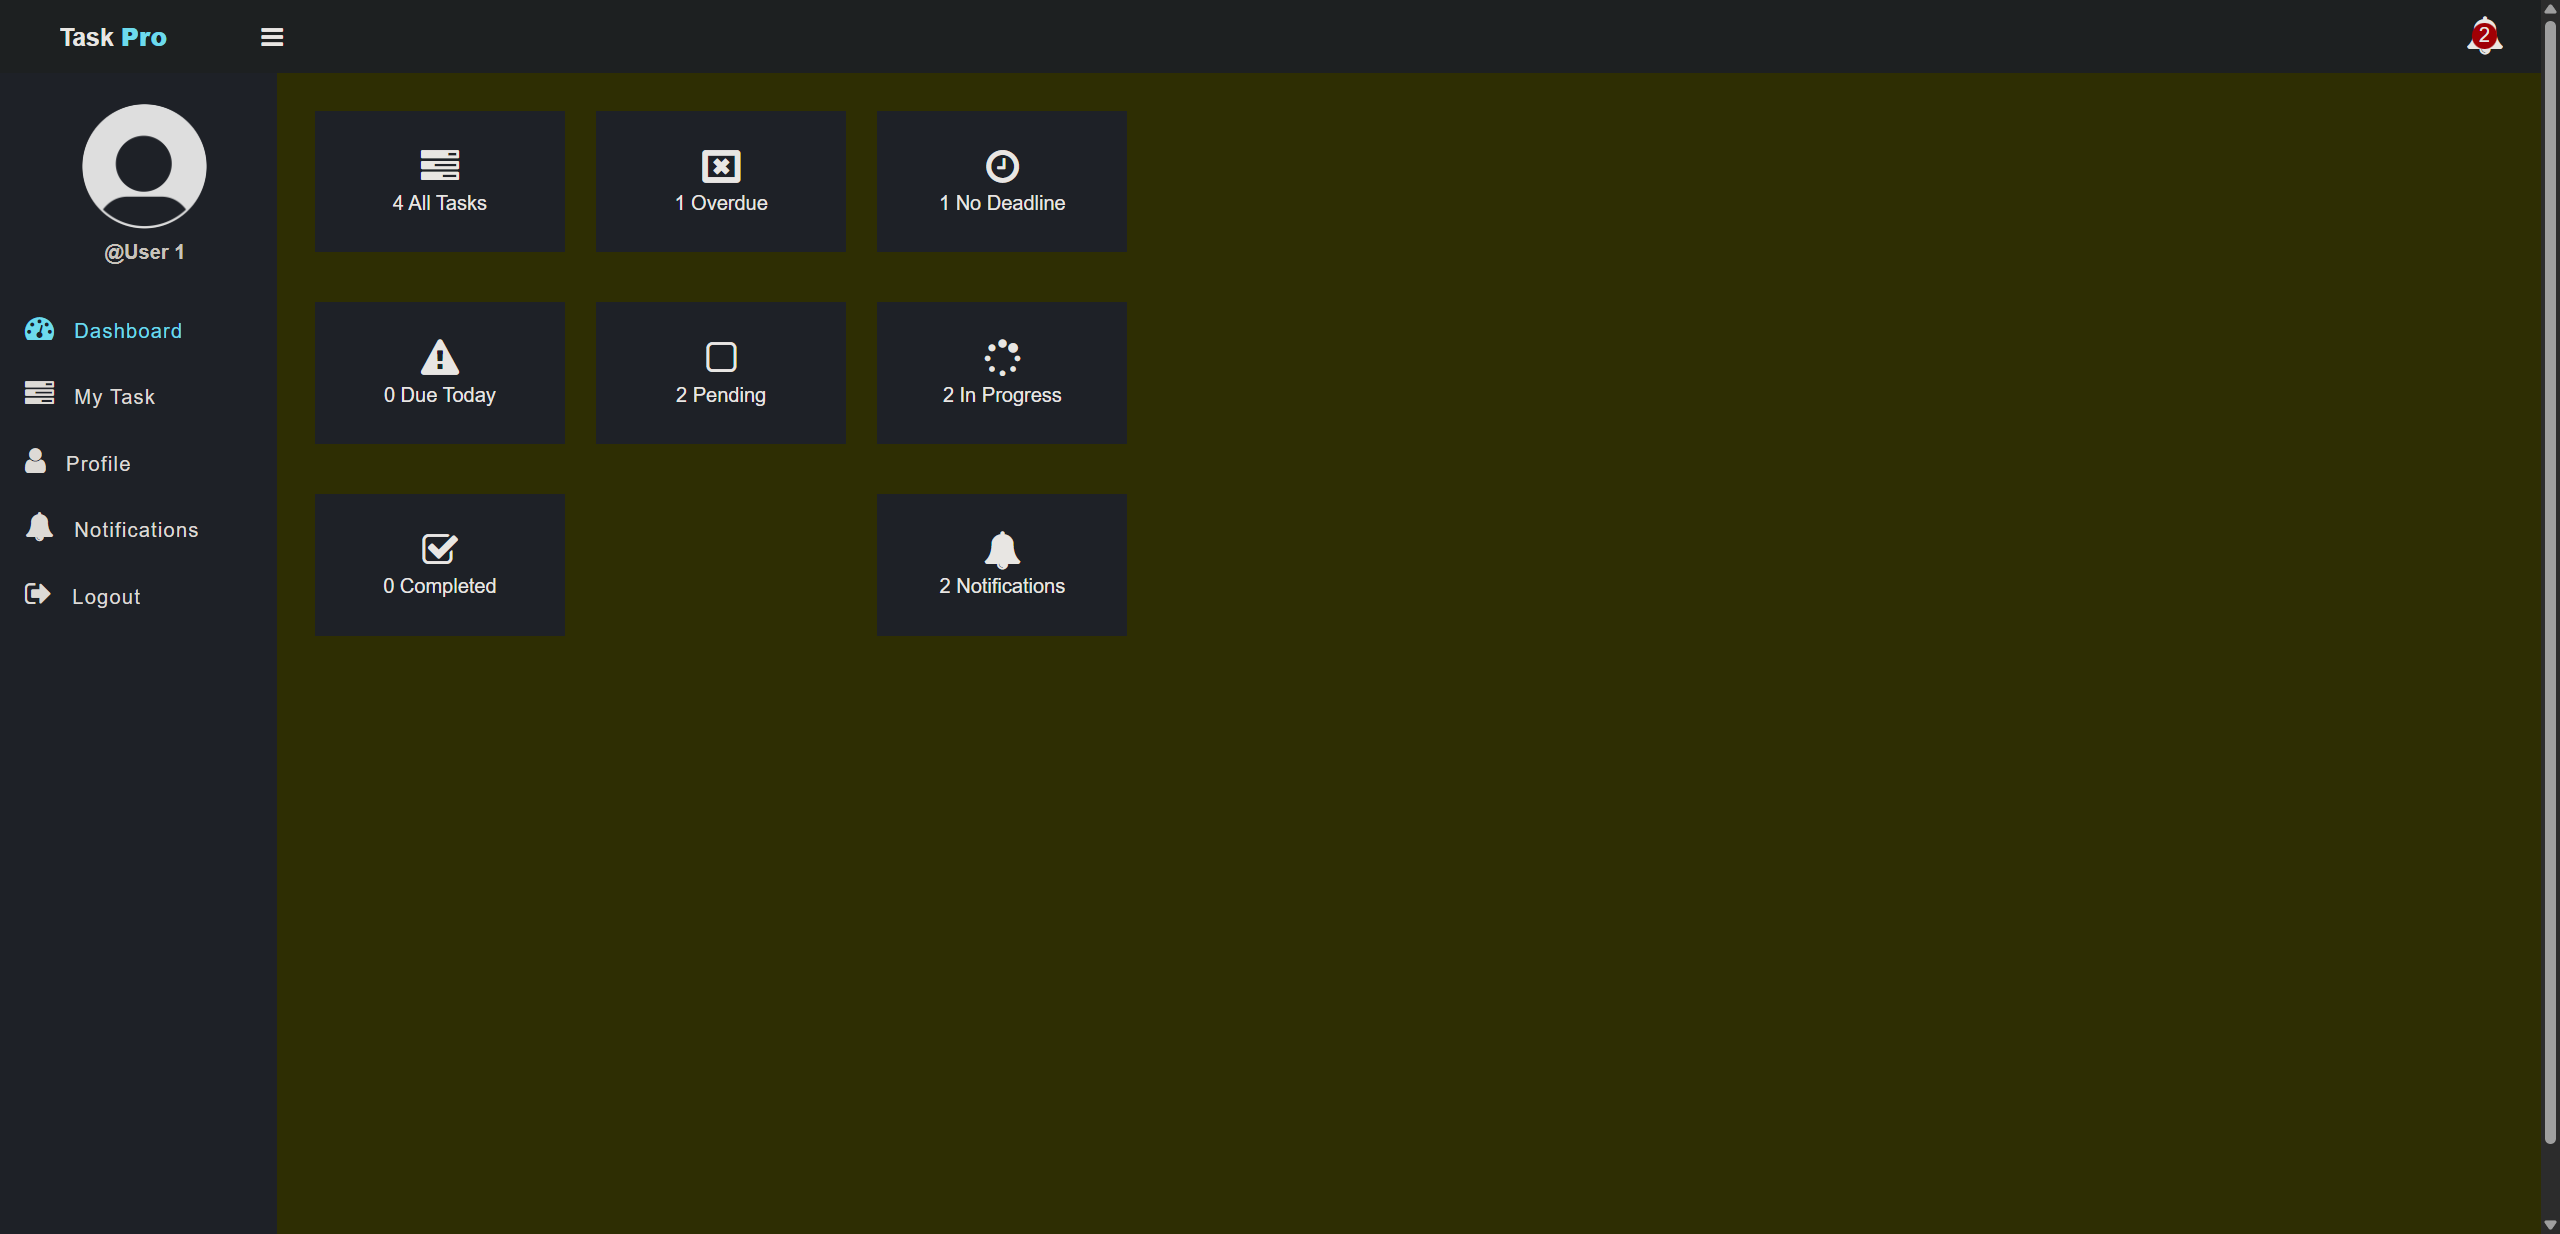 Task Pro
2
@User 1
Dashboard
My Task
Profile
Notifications
Logout
4 All Tasks
1 Overdue
1 No Deadline
0 Due Today
2 Pending
2 In Progress
0 Completed
2 Notifications